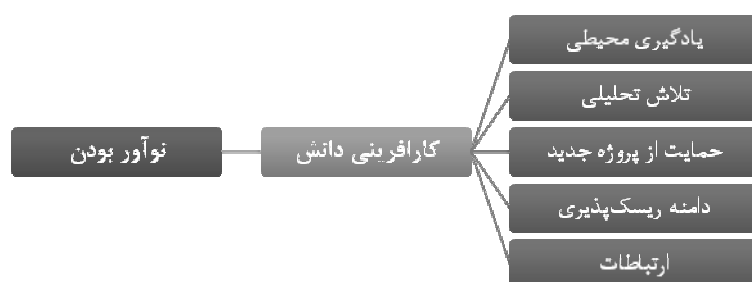 یادگیری محیطی
تلاش تحلیلی
حمایت از پروژه جدید
دامنه ریسک‌پذیری
ارتباطات
کارافرینی دانش
نوآور بودن